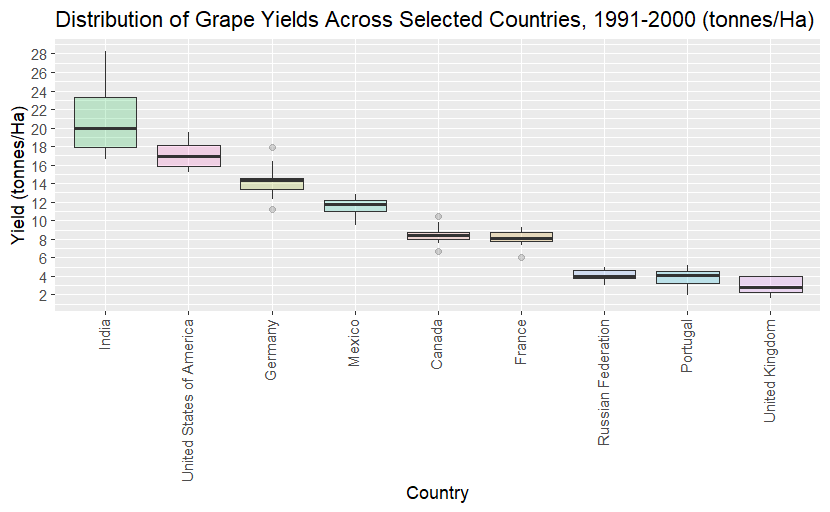 Distribution of Grape Yields Across Selected Countries, 1991-2000 (tonnes/Ha)
Yield (tonnes/Ha)
28
26
24
22
20
18
16
14
12
10
8
6
4
2
India
United States of America
Germany
Mexico
Canada
France
Russian Federation
Portugal
United Kingdom
Country